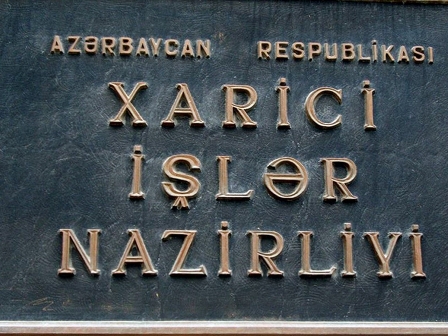 AZƏRBAYCAN RESPUBLİKASI
XARİCİ
İŞLƏR
NAZİRLİYİ